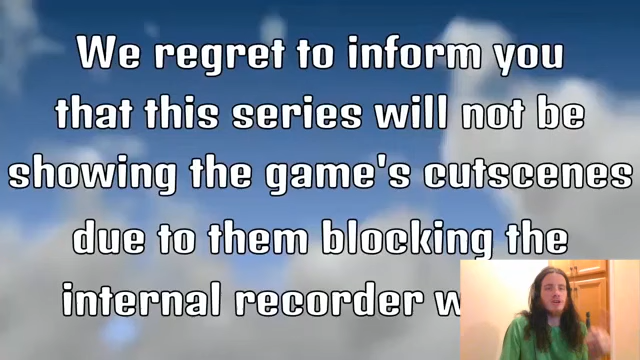 We regret to inform you
that this series will not be
showing the game's cutscenes
due to them blocking the
internal recorder